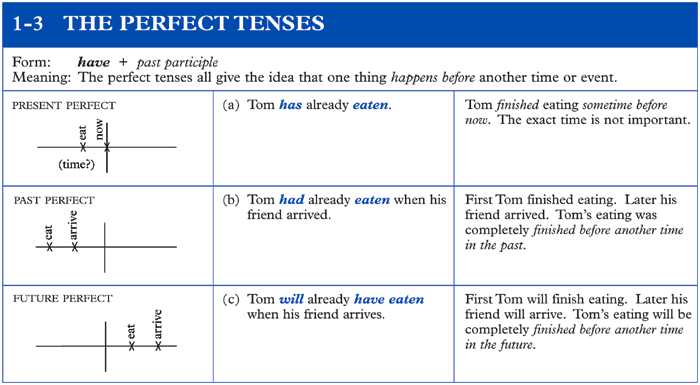 1-3 THE PERFECT TENSES
Form: have + past participle
Meaning: The perfect tenses all give the idea that one thing happens before another time or event.
PRESENT PERFECT
eat
now
(time?)
(a) Tom has already eaten.
Tom finished eating sometime before
now. The exact time is not important.
PAST PERFECT
eat
arrive
(b) Tom had already eaten when his
friend arrived.
First Tom finished eating. Later his
friend arrived. Tom's eating was
completely finished before another time
in the past.
FUTURE PERFECT
eat
arrive
(c) Tom will already have eaten
when his friend arrives.
First Tom will finish eating. Later his
friend will arrive. Tom's eating will be
completely finished before another time
in the future.